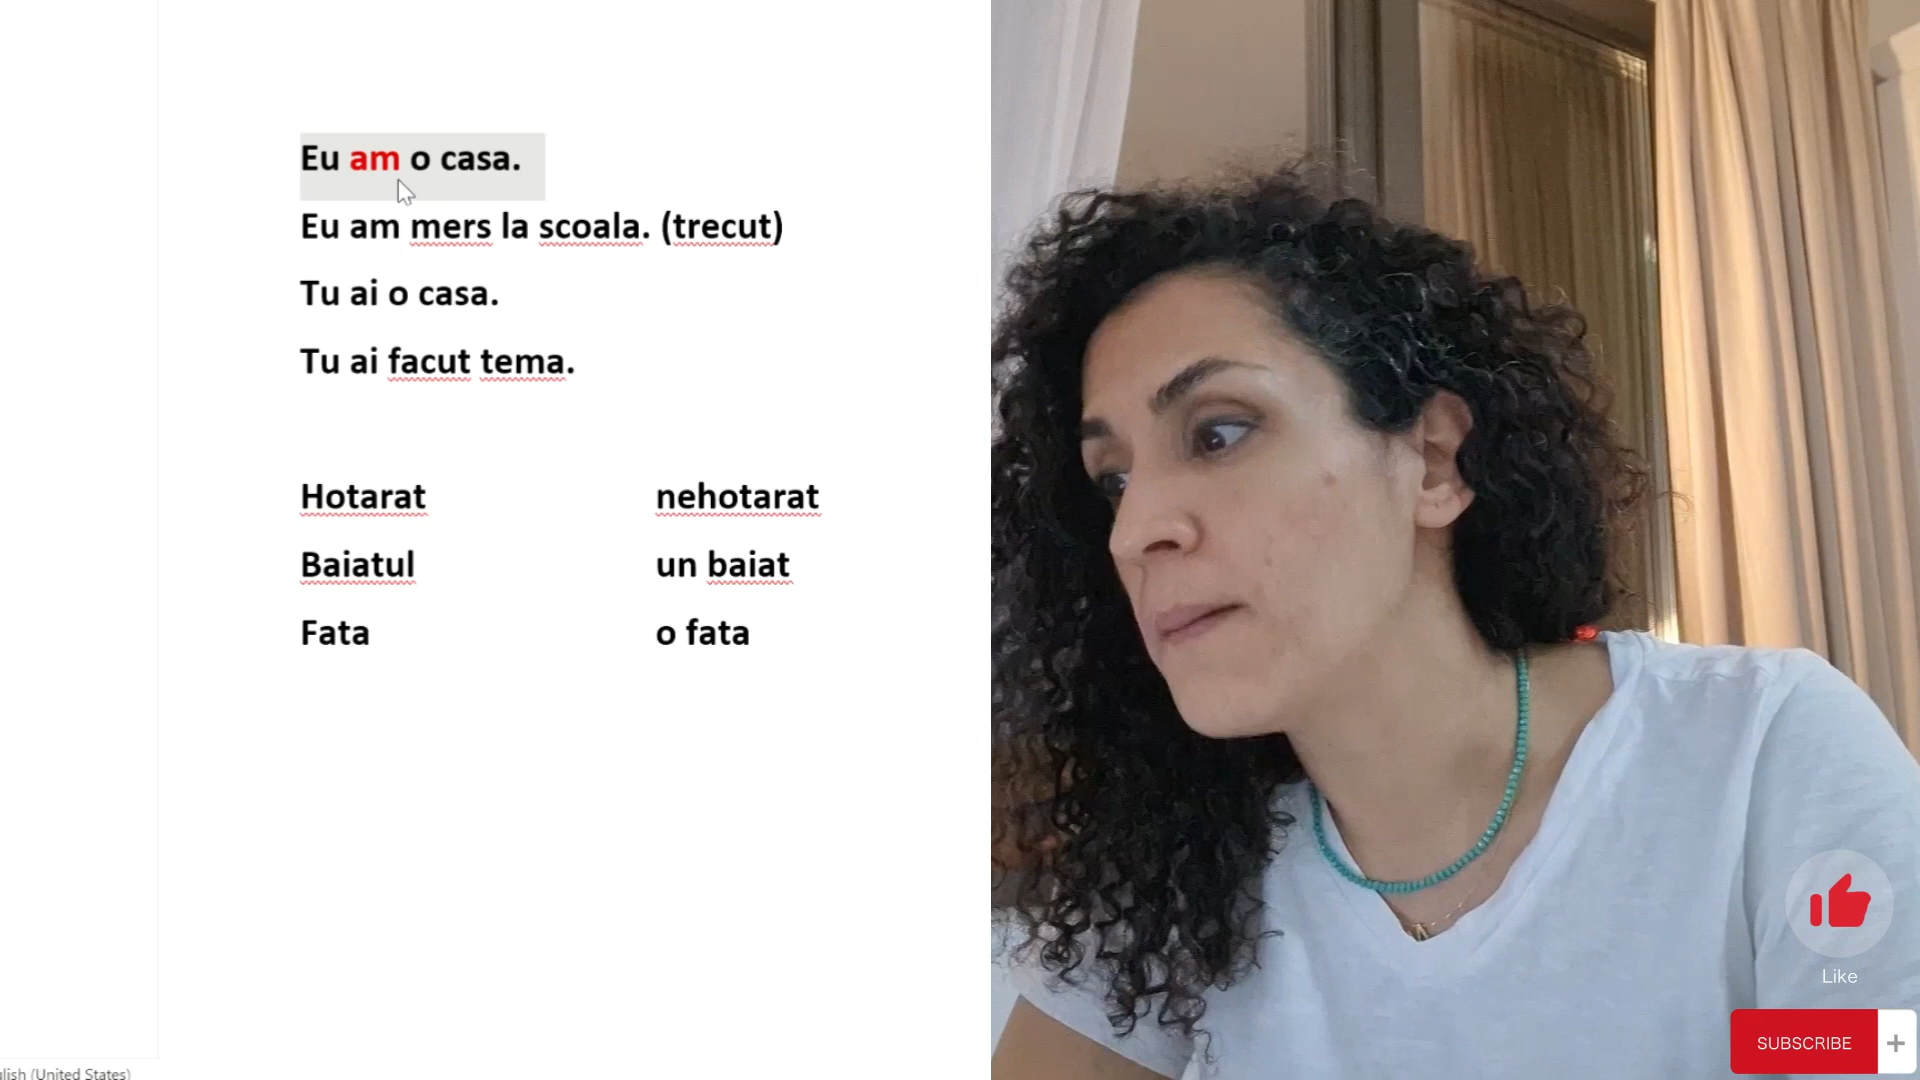 Eu am o casa.
Eu am mers la scoala. (trecut)
Tu ai o casa.
Tu ai facut tema.
Hotarat nehotarat
Baiatul un baiat
Fata o fata
Like
SUBSCRIBE +
glish (United States)